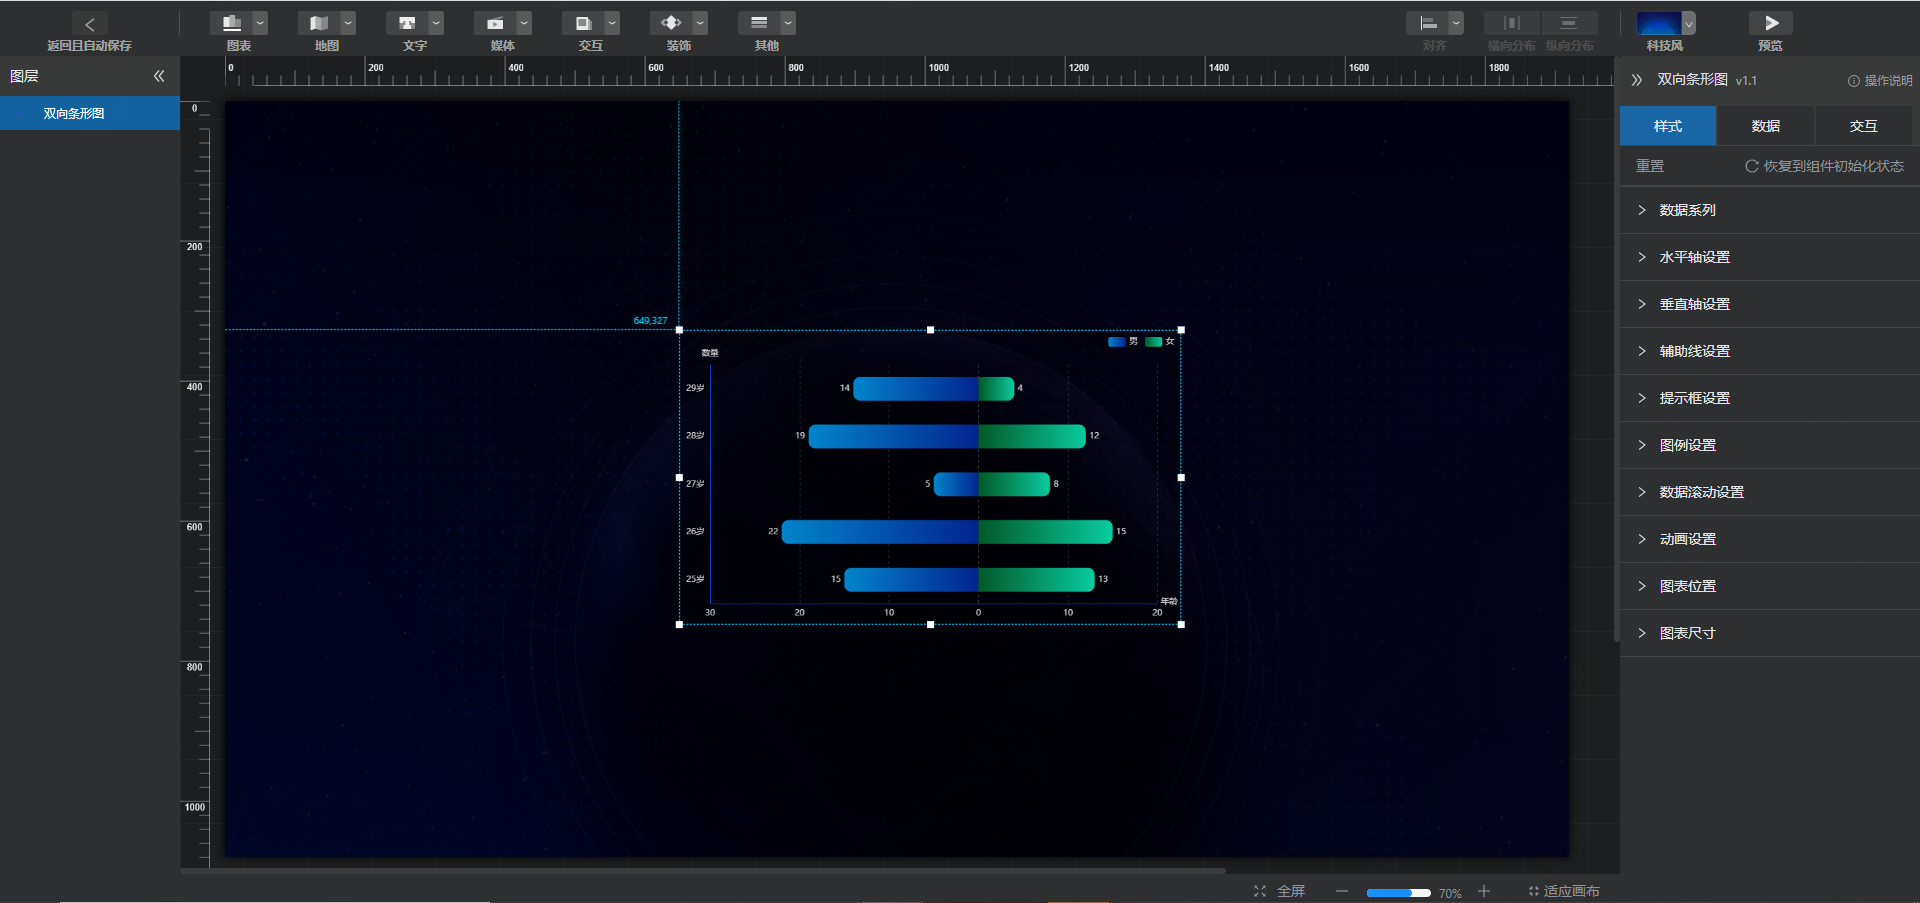 返回且自动保存
图表
地图
文字
媒体
交互
装饰
其他
对齐
横向分布
纵向分布
科技风
预览
图层
双向条形图
0 200 400 600 800 1000 1200 1400 1600 1800
0
200
400
600
800
1000
649,327
数量
男 女
29岁 14 4
28岁 19 12
27岁 5 8
26岁 22 15
25岁 15 13
年龄
30 20 10 0 10 20
双向条形图 v1.1 操作说明
样式 数据 交互
重置 恢复到组件初始化状态
数据系列
水平轴设置
垂直轴设置
辅助线设置
提示框设置
图例设置
数据滚动设置
动画设置
图表位置
图表尺寸
全屏 70% 适应画布